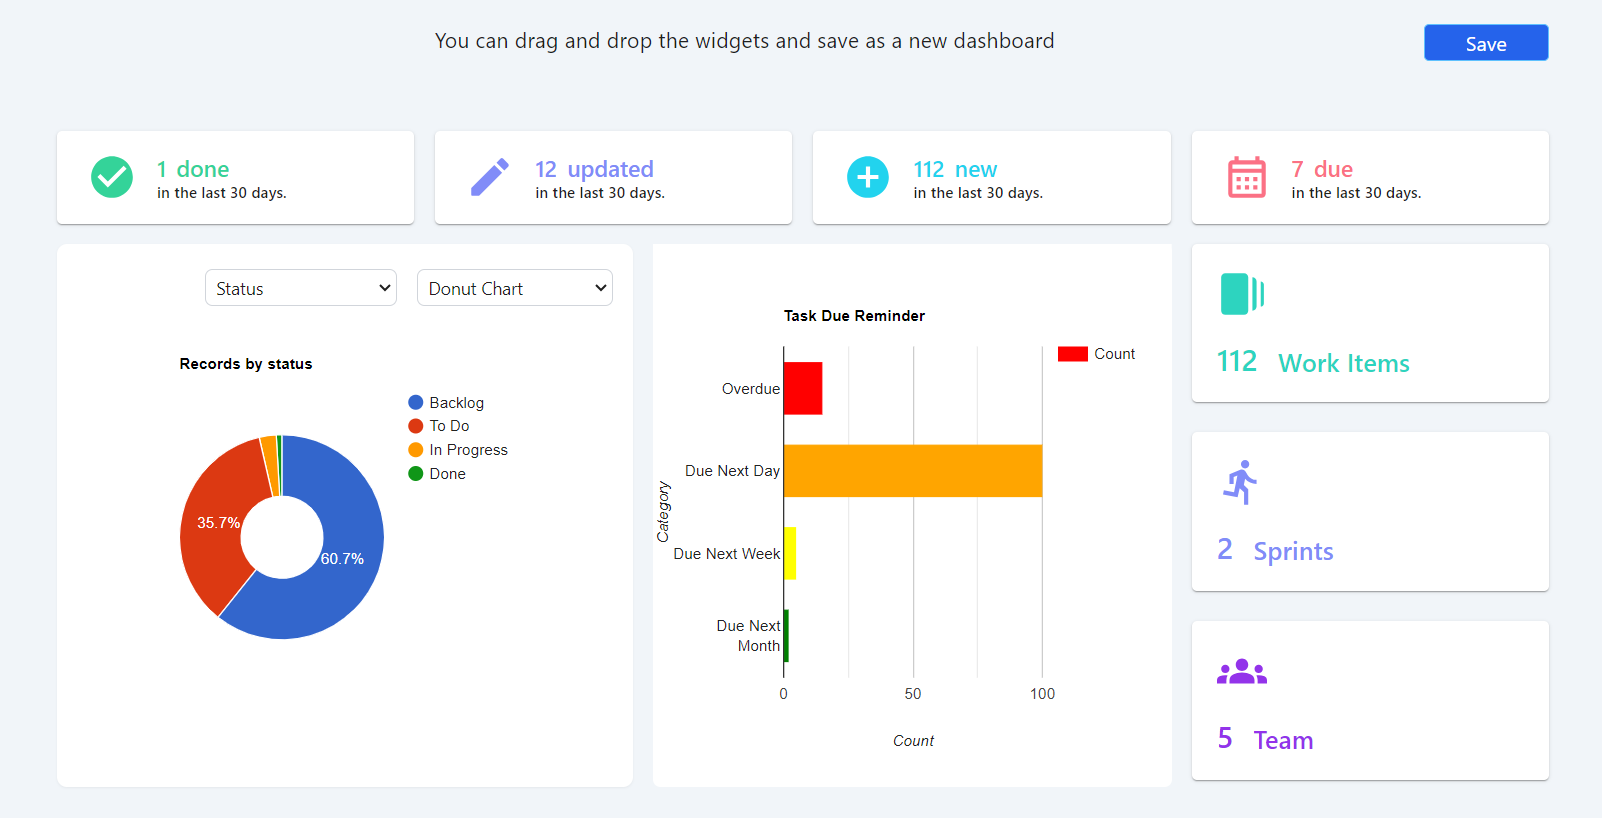 You can drag and drop the widgets and save as a new dashboard
Save
1 done
in the last 30 days.
12 updated
in the last 30 days.
112 new
in the last 30 days.
7 due
in the last 30 days.
Status
Donut Chart
Records by status
Backlog
To Do
In Progress
Done
35.7%
60.7%
Task Due Reminder
Count
Overdue
Due Next Day
Due Next Week
Due Next
Month
Category
0
50
100
Count
112 Work Items
2 Sprints
5 Team